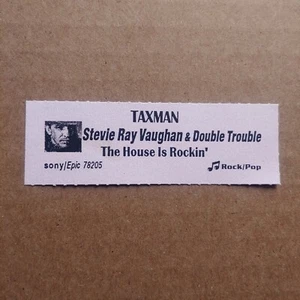 TAXMAN
Stevie Ray Vaughan & Double Trouble
The House Is Rockin'
sony/Epic 78205
Rock/Pop